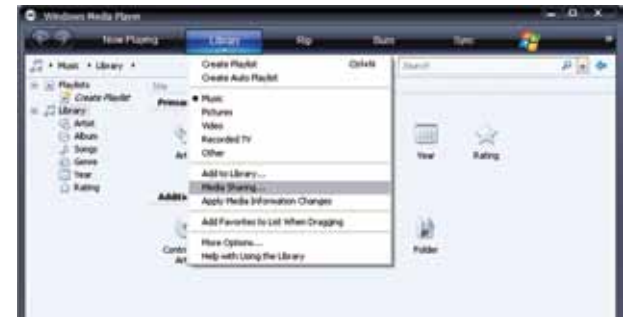 Windows Media Player
Now Playing Library Rip Burn Sync
Music Library Search
Playlists
Create Playlist
Library
Artist
Album
Songs
Genre
Year
Rating
Create Playlist Ctrl+N
Create Auto Playlist
Music
Pictures
Video
Recorded TV
Other
Add to Library...
Media Sharing...
Apply Media Information Changes
Add Favorites to List When Dragging
More Options...
Help with Using the Library
Year Rating
Folder